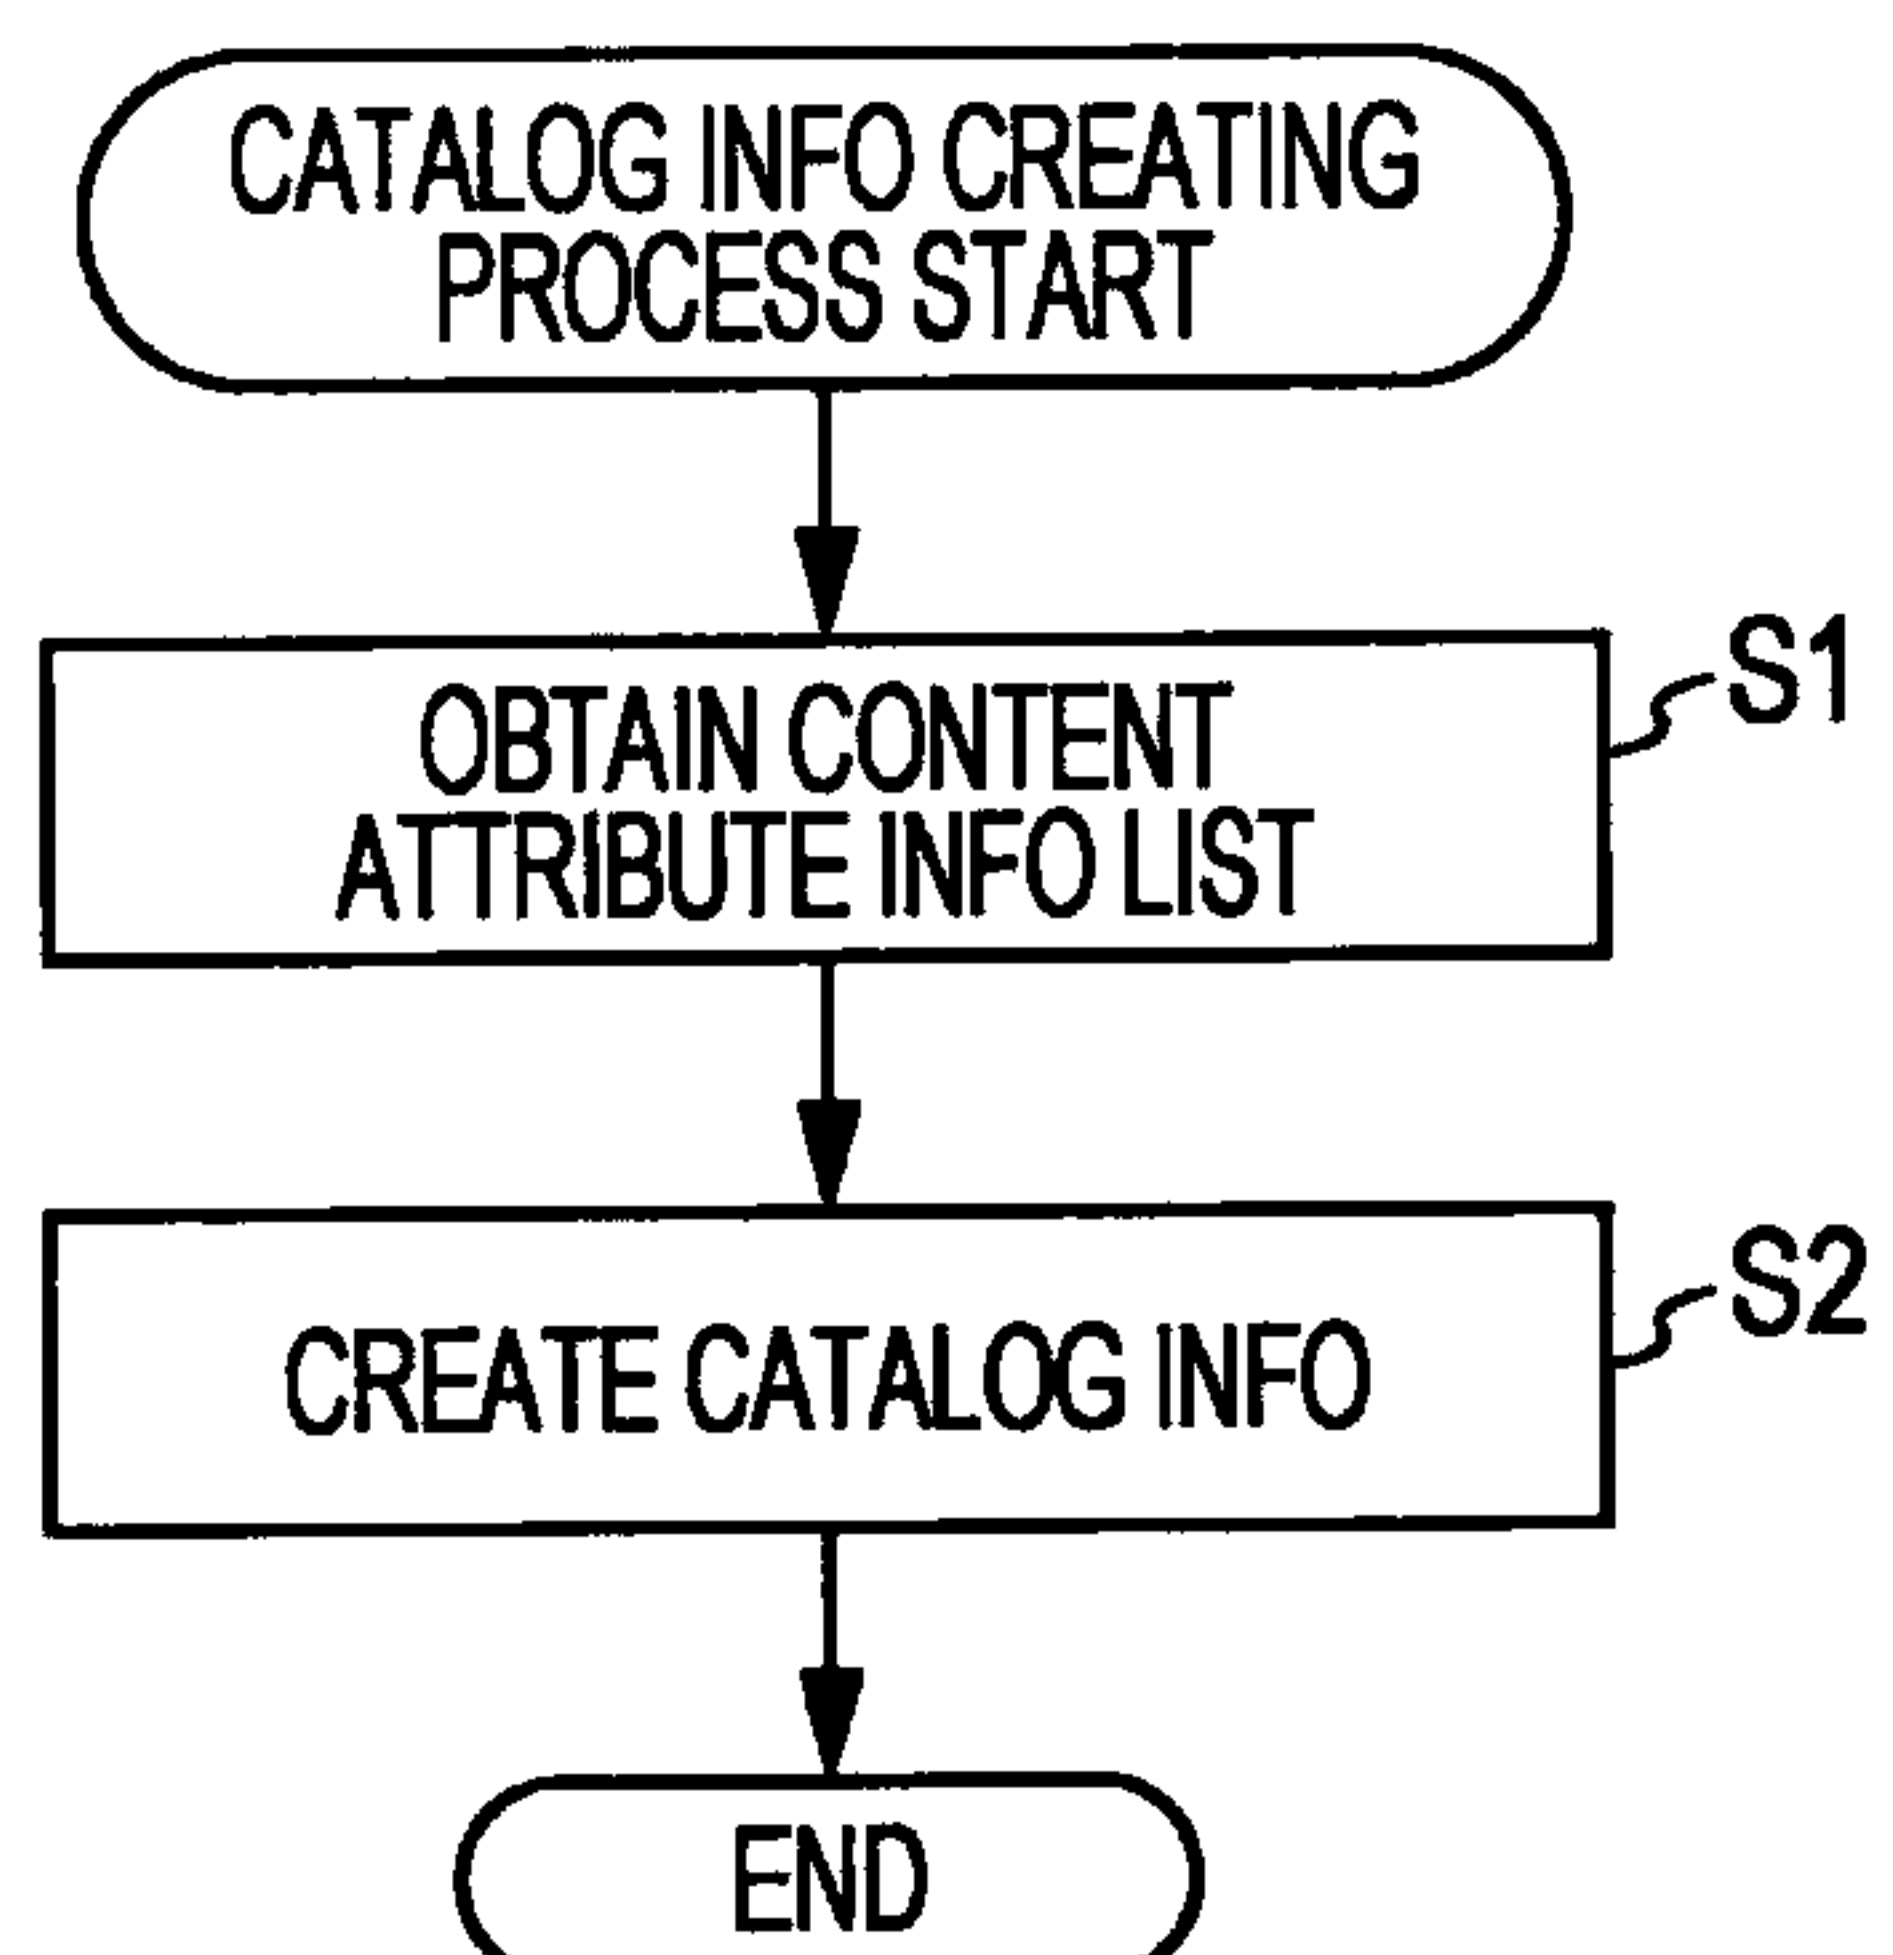 CATALOG INFO CREATING
PROCESS START
OBTAIN CONTENT
ATTRIBUTE INFO LIST
S1
CREATE CATALOG INFO
S2
END